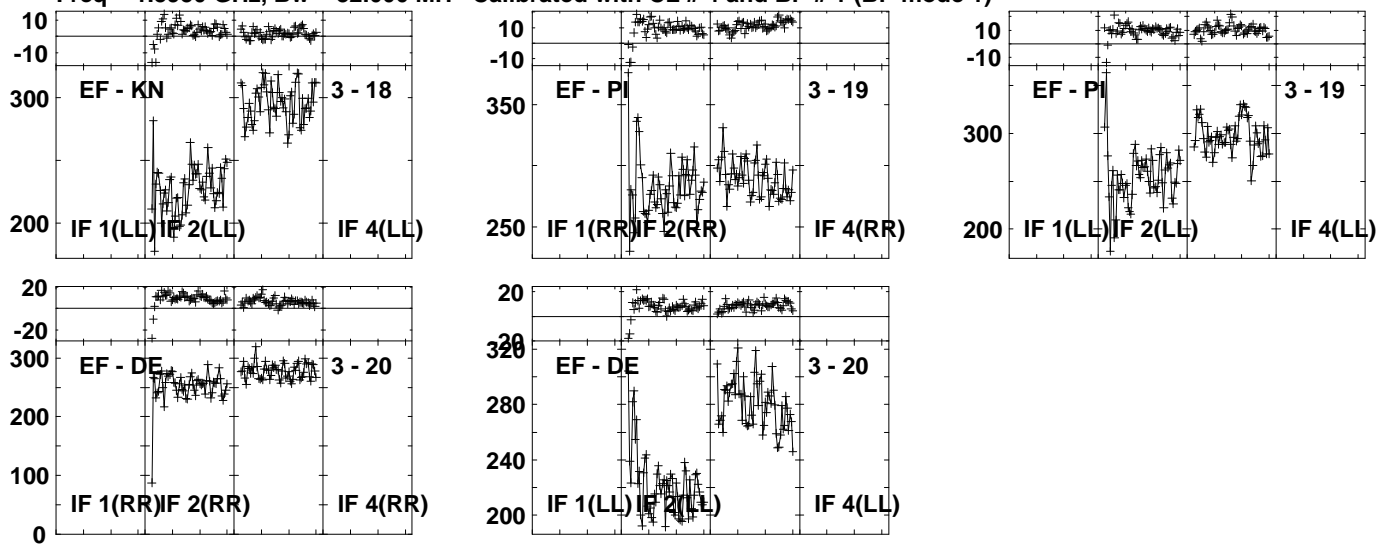 10
-10
EF - KN
3 - 18
300
200
IF 1(LL)
IF 2(LL)
IF 4(LL)
10
-10
EF - PI
3 - 19
350
250
IF 1(RR)
IF 2(RR)
IF 4(RR)
10
-10
EF - PI
3 - 19
300
200
IF 1(LL)
IF 2(LL)
IF 4(LL)
20
-20
EF - DE
3 - 20
300
250
150
100
50
0
IF 1(RR)
IF 2(RR)
IF 4(RR)
20
EF - DE
3 - 20
320
280
240
200
IF 1(LL)
IF 2(LL)
IF 4(LL)